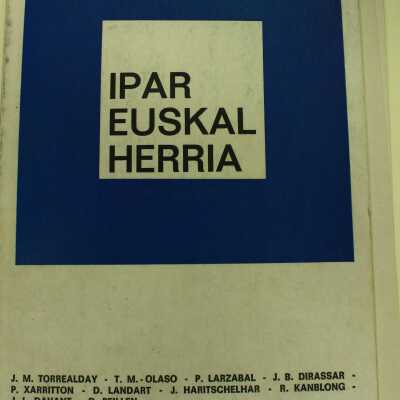 IPAR
EUSKAL
HERRIA
J. M. TORREALDAY - T. M.-OLASO - P. LARZABAL - J. B. DIRASSAR -
P. XARRITTON - D. LANDART - J. HARITSCHELHAR - R. KANBLONG -